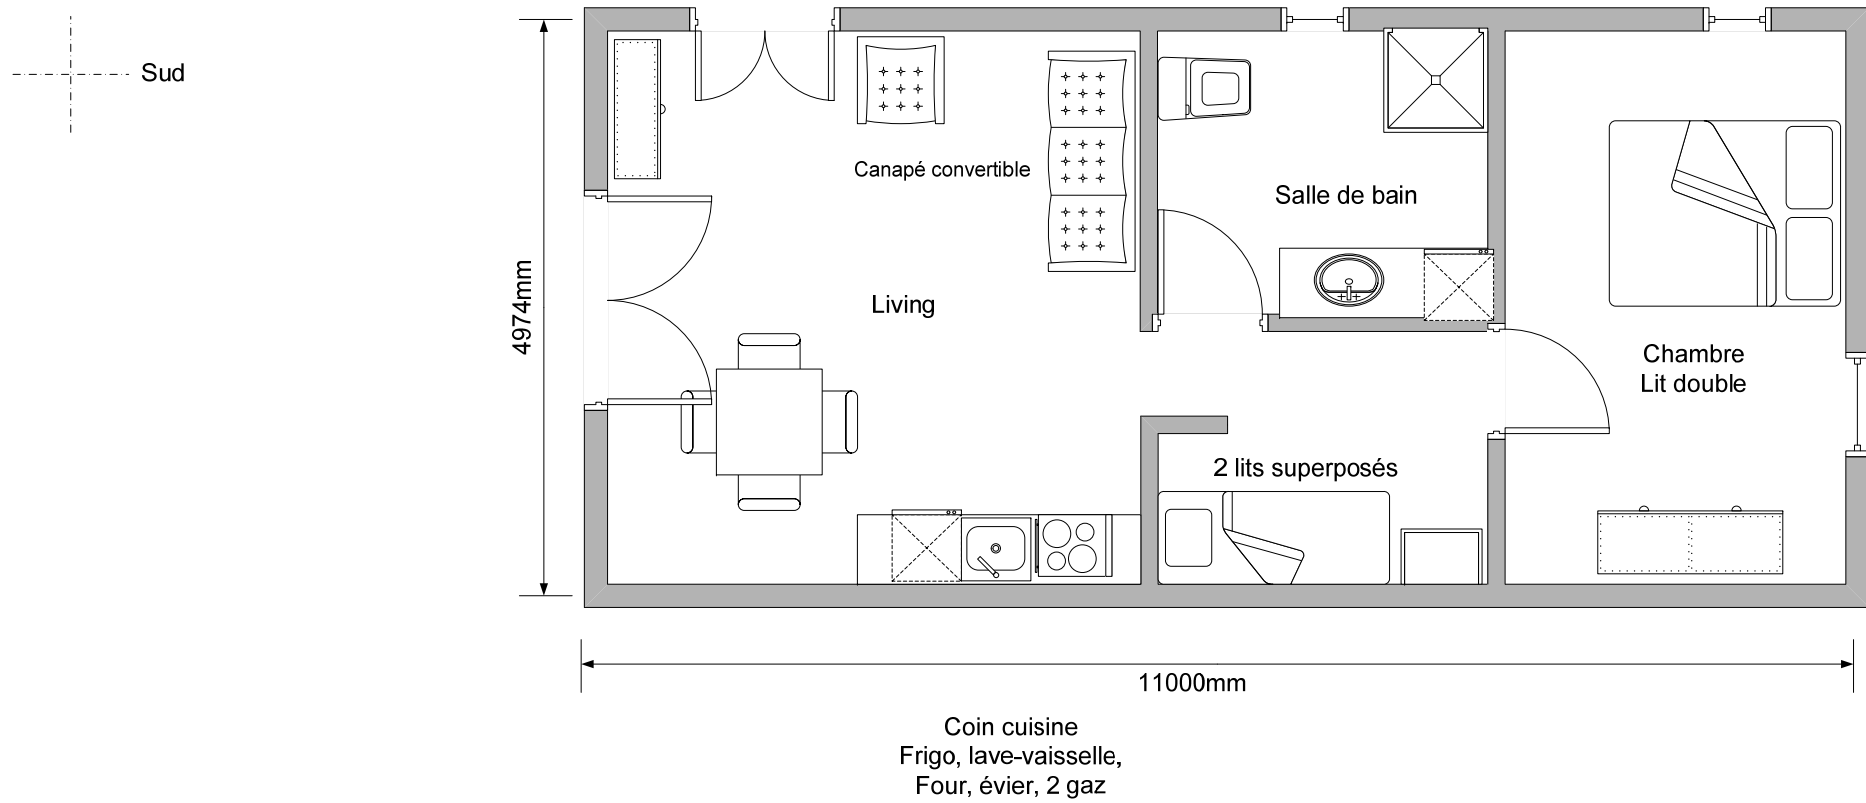 Sud
Canapé convertible
Salle de bain
4974mm
Living
Chambre
Lit double
2 lits superposés
11000mm
Coin cuisine
Frigo, lave-vaisselle,
Four, évier, 2 gaz